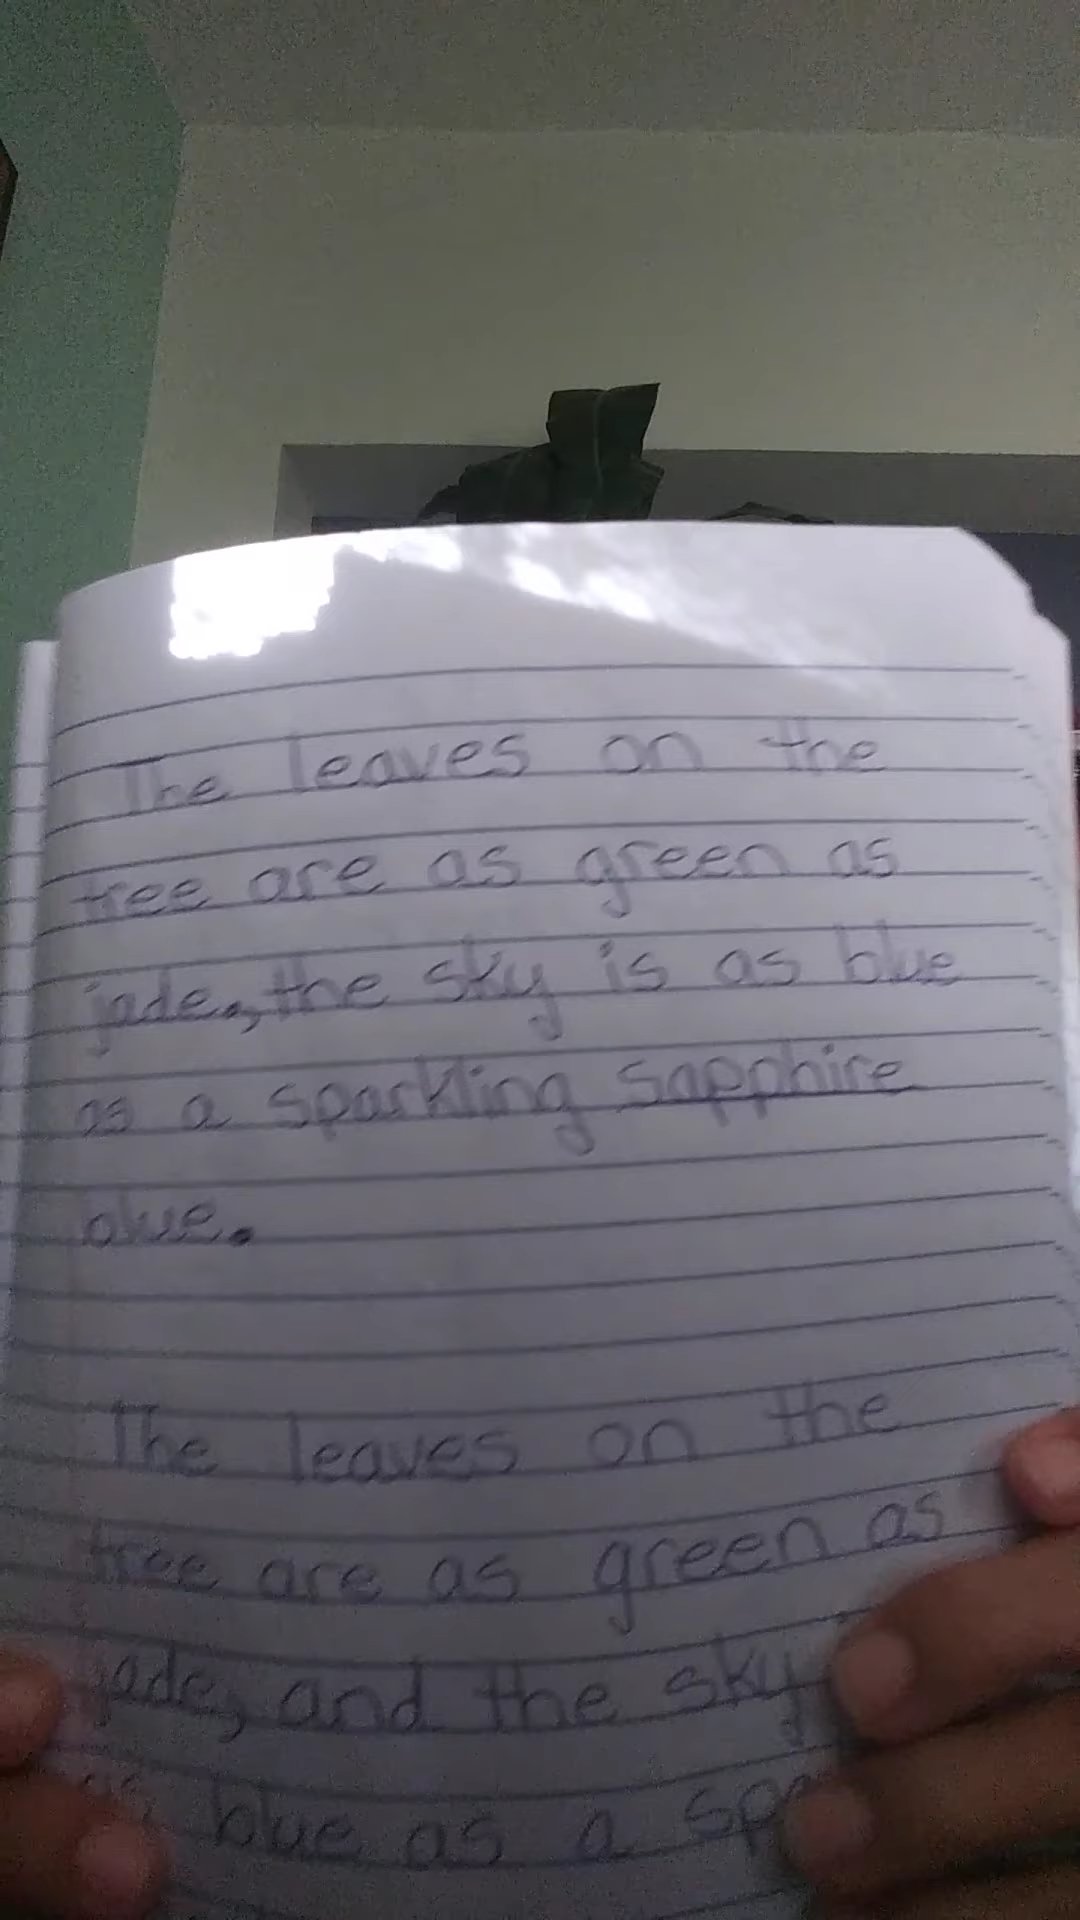 The leaves on the
tree are as green as
jade, the sky is as blue
as a sparkling sapphire
blue.
The leaves on the
tree are as green as
jade, and the sky
as blue as a